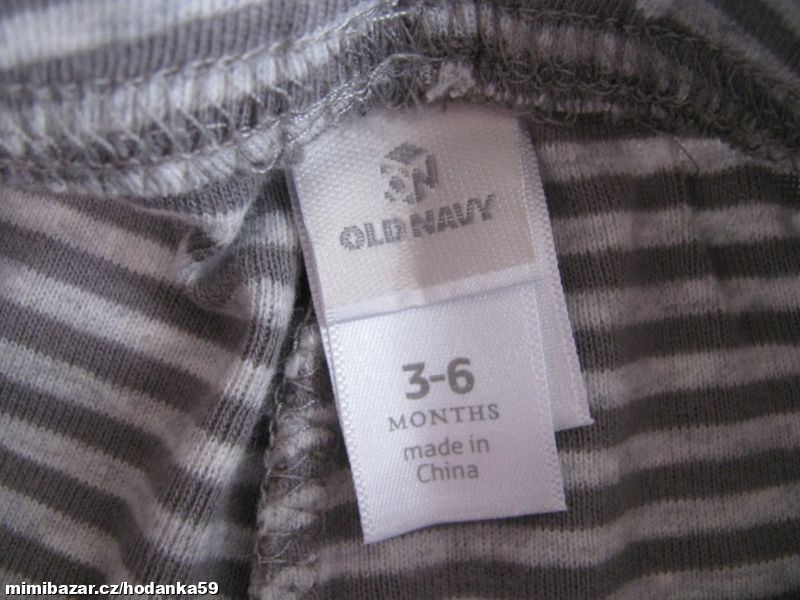 ON
OLD NAVY
3-6
MONTHS
made in
China
mimibazar.cz/hodanka59